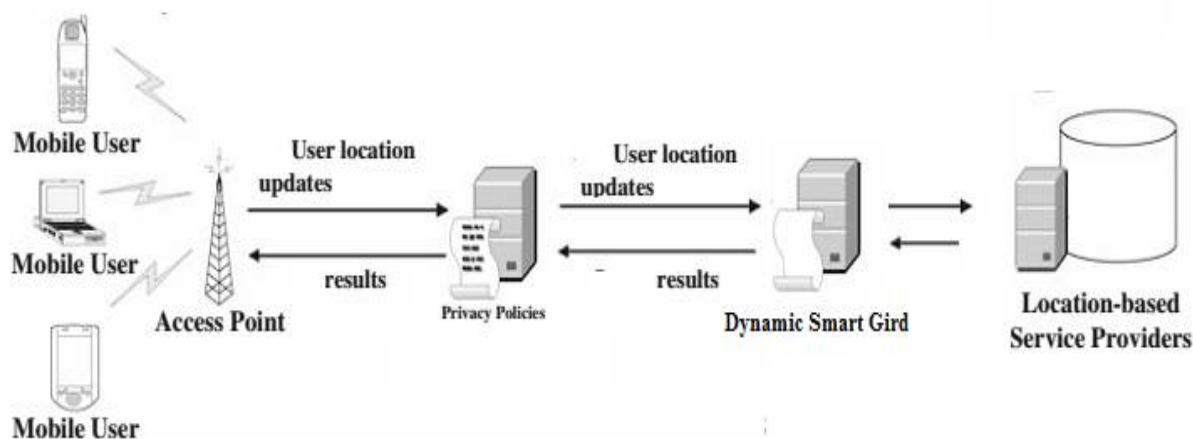 Mobile User
Mobile User
Mobile User
Access Point
User location
updates
results
Privacy Policies
User location
updates
results
Dynamic Smart Gird
Location-based
Service Providers